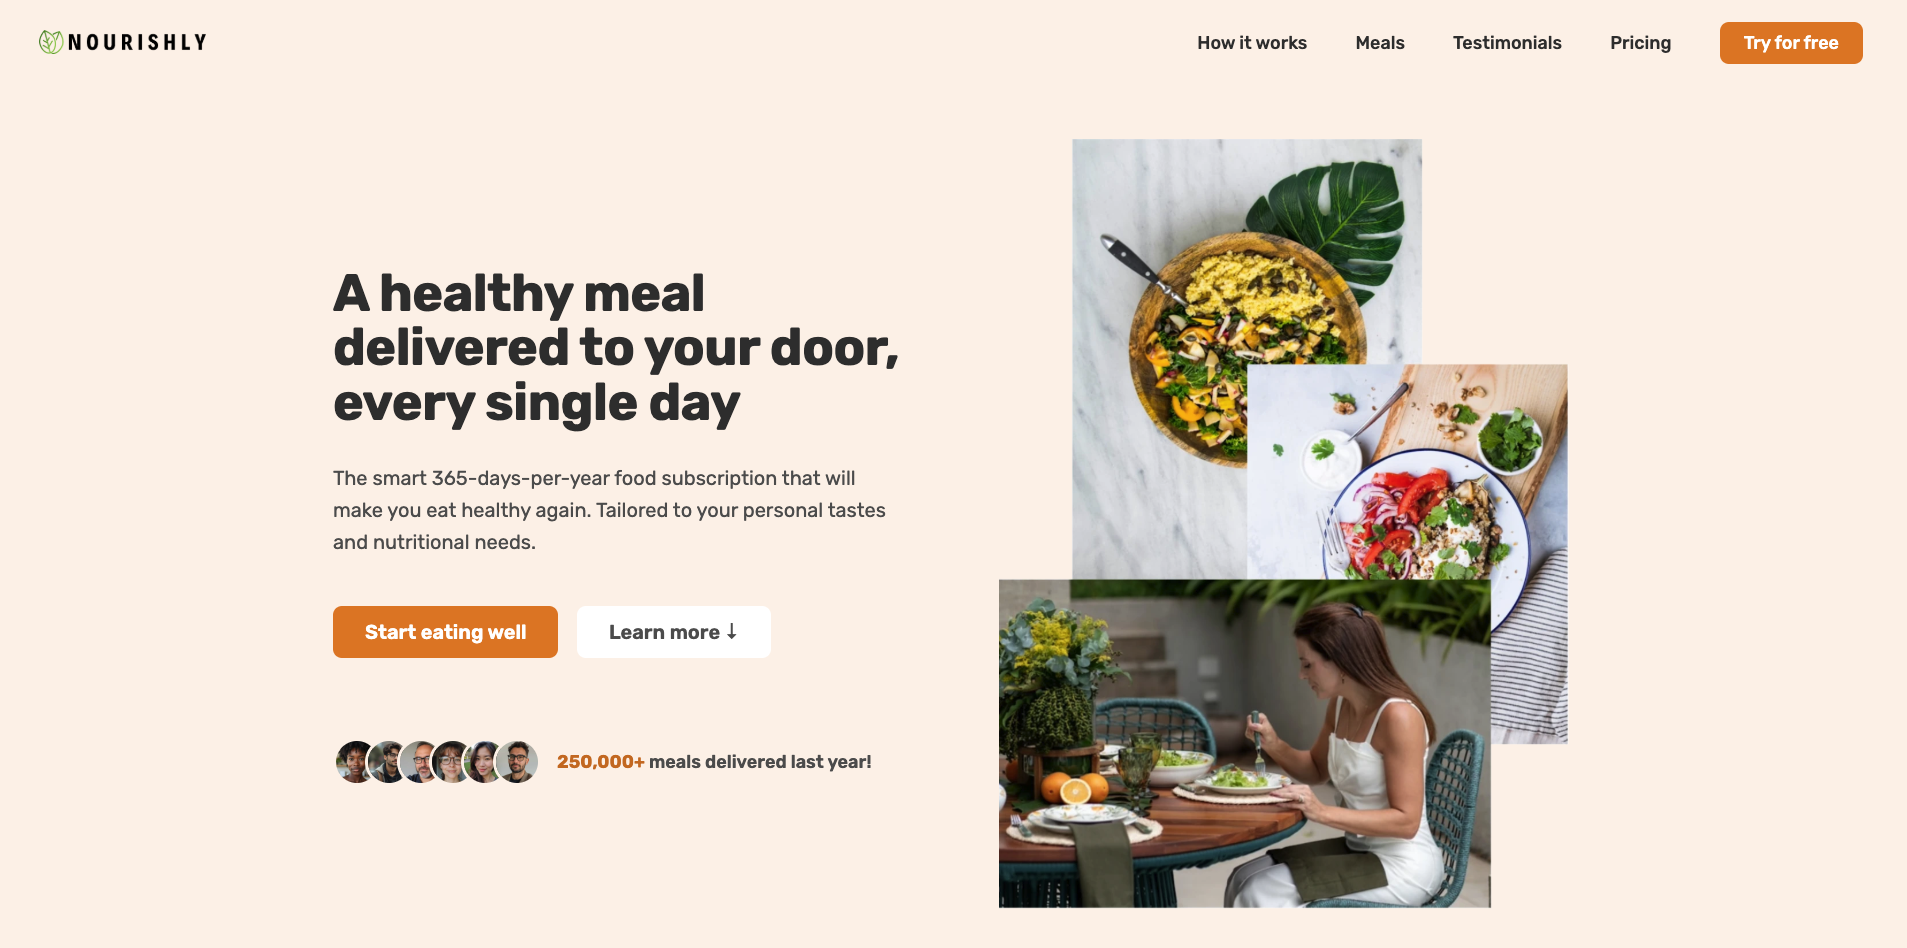 NOURISHLY
How it works
Meals
Testimonials
Pricing
Try for free
A healthy meal
delivered to your door,
every single day
The smart 365-days-per-year food subscription that will
make you eat healthy again. Tailored to your personal tastes
and nutritional needs.
Start eating well
Learn more ↓
250,000+ meals delivered last year!